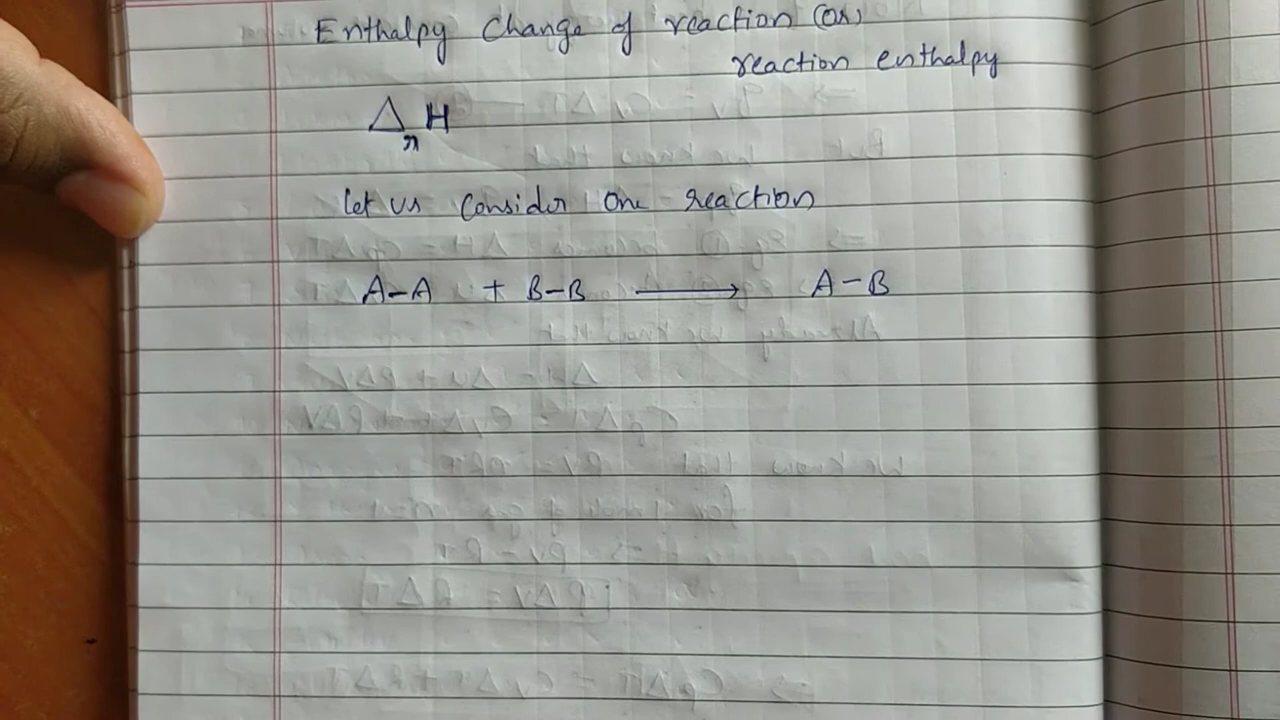 Enthalpy Change of reaction (or)
reaction enthalpy
ΔrH
Let us Consider One reaction
A-A + B-B ⟶ A-B